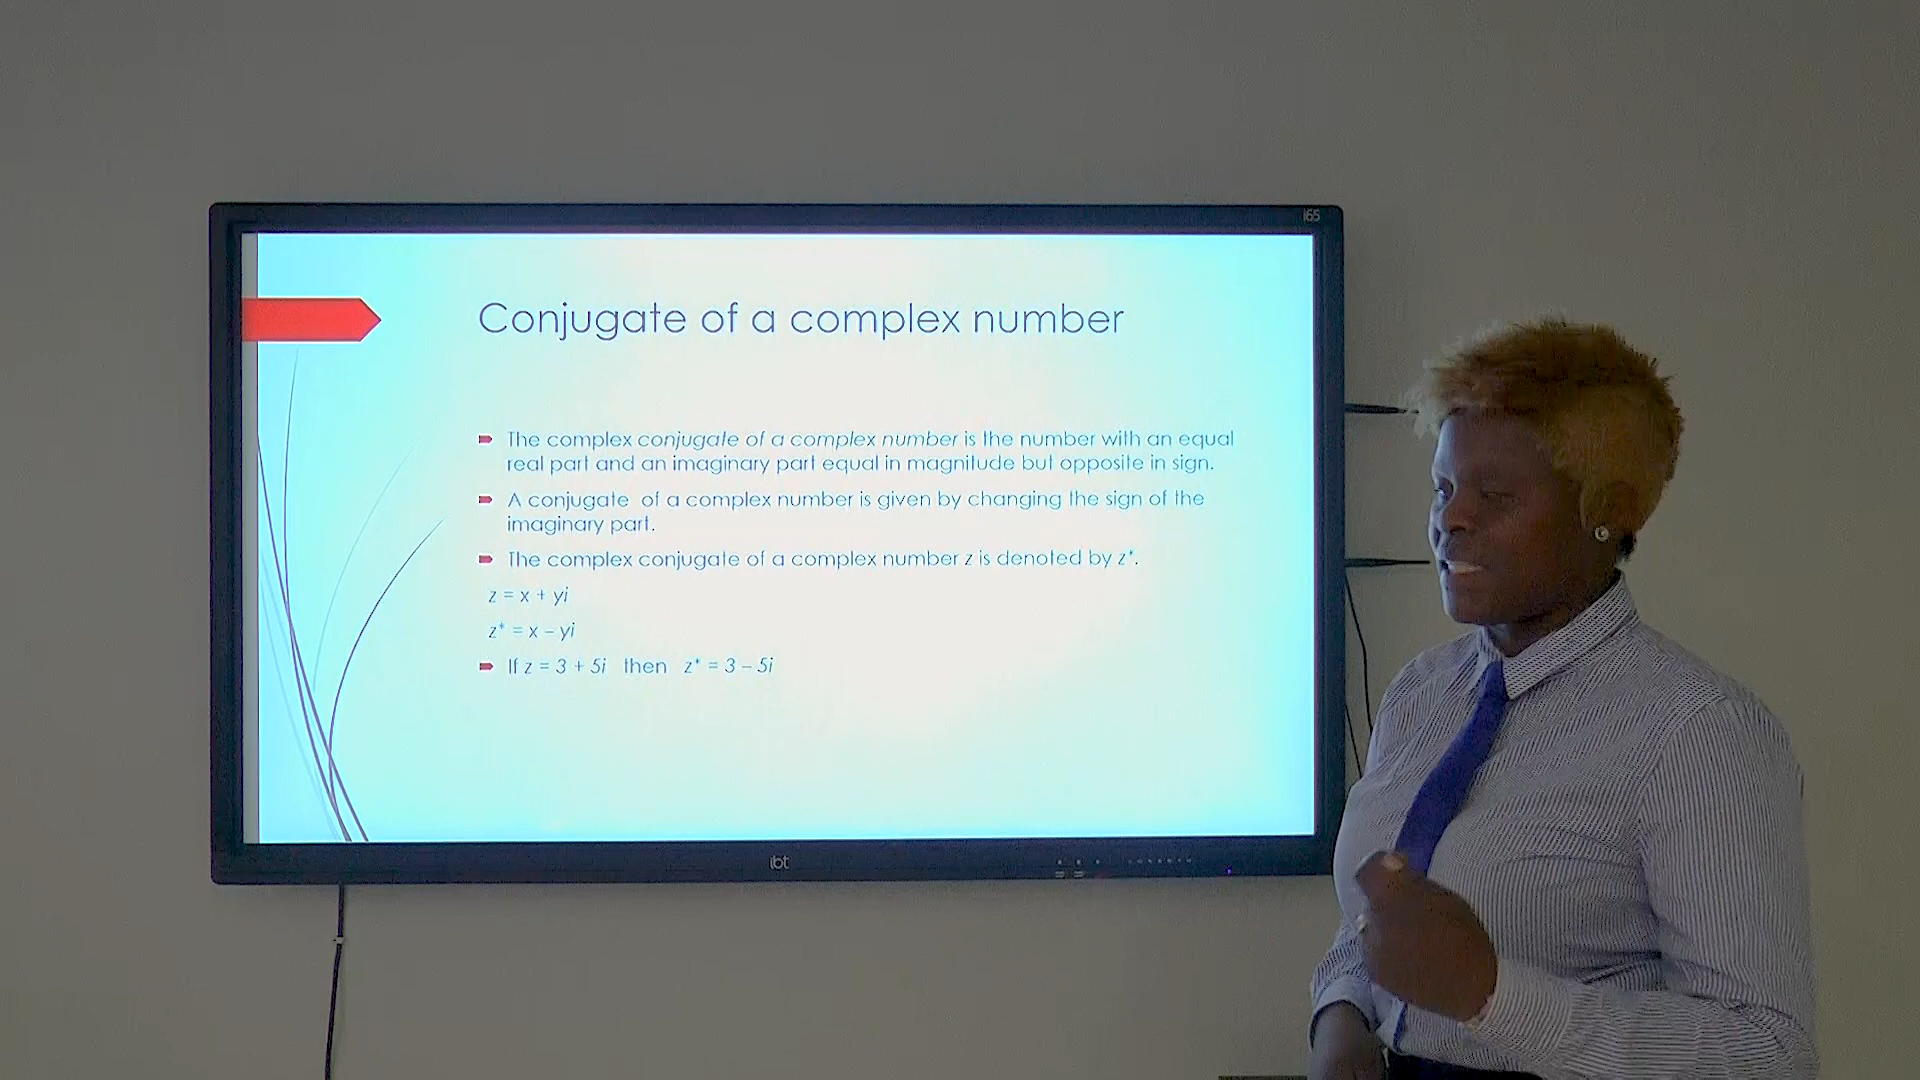 i65
Conjugate of a complex number
The complex conjugate of a complex number is the number with an equal
real part and an imaginary part equal in magnitude but opposite in sign.
A conjugate of a complex number is given by changing the sign of the
imaginary part.
The complex conjugate of a complex number z is denoted by z*.
z = x + yi
z* = x – yi
If z = 3 + 5i then z* = 3 – 5i
ibt